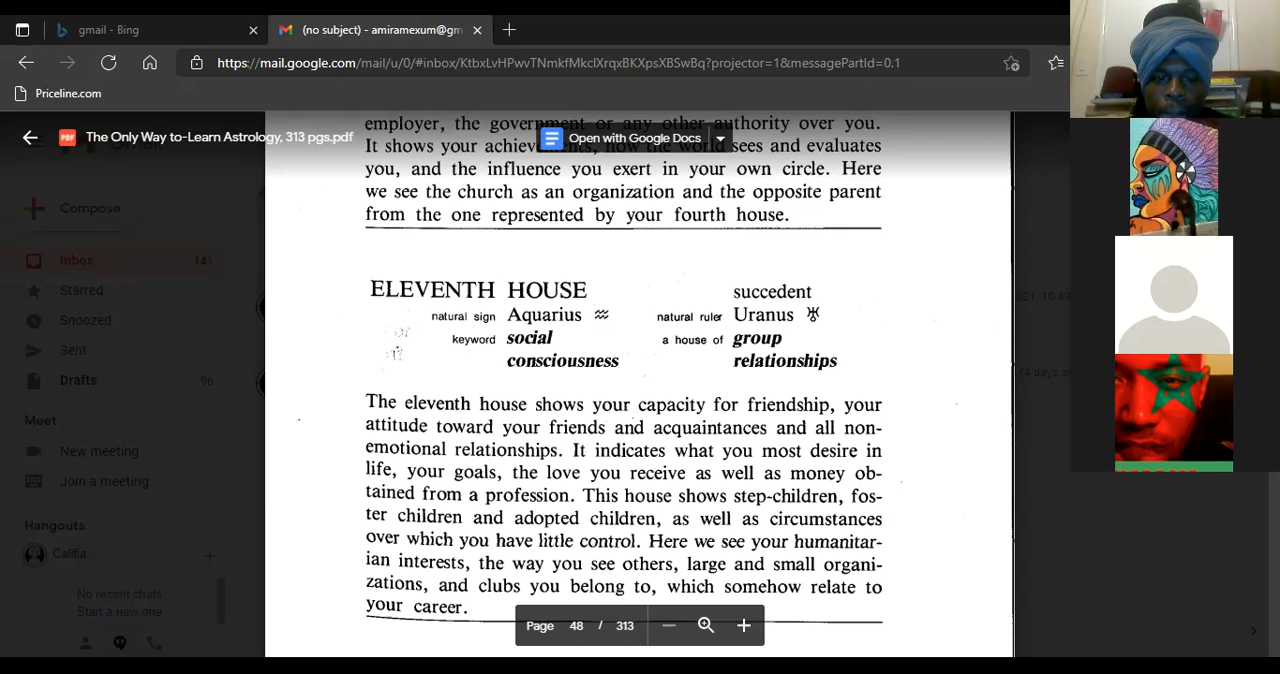 gmail - Bing
(no subject) - amiramexum@gm
https://mail.google.com/mail/u/0/#inbox/KtbxLvHPwvTNmkfMkclXrqxBKXpsXBSwBq?projector=1&messagePartId=0.1
Priceline.com
PDF
The Only Way to-Learn Astrology, 313 pgs.pdf
Open with Google Docs
Compose
Inbox 141
Starred
Snoozed
Sent
Drafts 96
Meet
New meeting
Join a meeting
Hangouts
Califia
No recent chats
Start a new one
employer, the government or any other authority over you.
It shows your achievements, how the world sees and evaluates
you, and the influence you exert in your own circle. Here
we see the church as an organization and the opposite parent
from the one represented by your fourth house.
ELEVENTH HOUSE succedent
natural sign Aquarius ♒ natural ruler Uranus ♅
keyword social a house of group
consciousness relationships
The eleventh house shows your capacity for friendship, your
attitude toward your friends and acquaintances and all non-
emotional relationships. It indicates what you most desire in
life, your goals, the love you receive as well as money ob-
tained from a profession. This house shows step-children, fos-
ter children and adopted children, as well as circumstances
over which you have little control. Here we see your humanitar-
ian interests, the way you see others, large and small organi-
zations, and clubs you belong to, which somehow relate to
your career.
Page 48 / 313